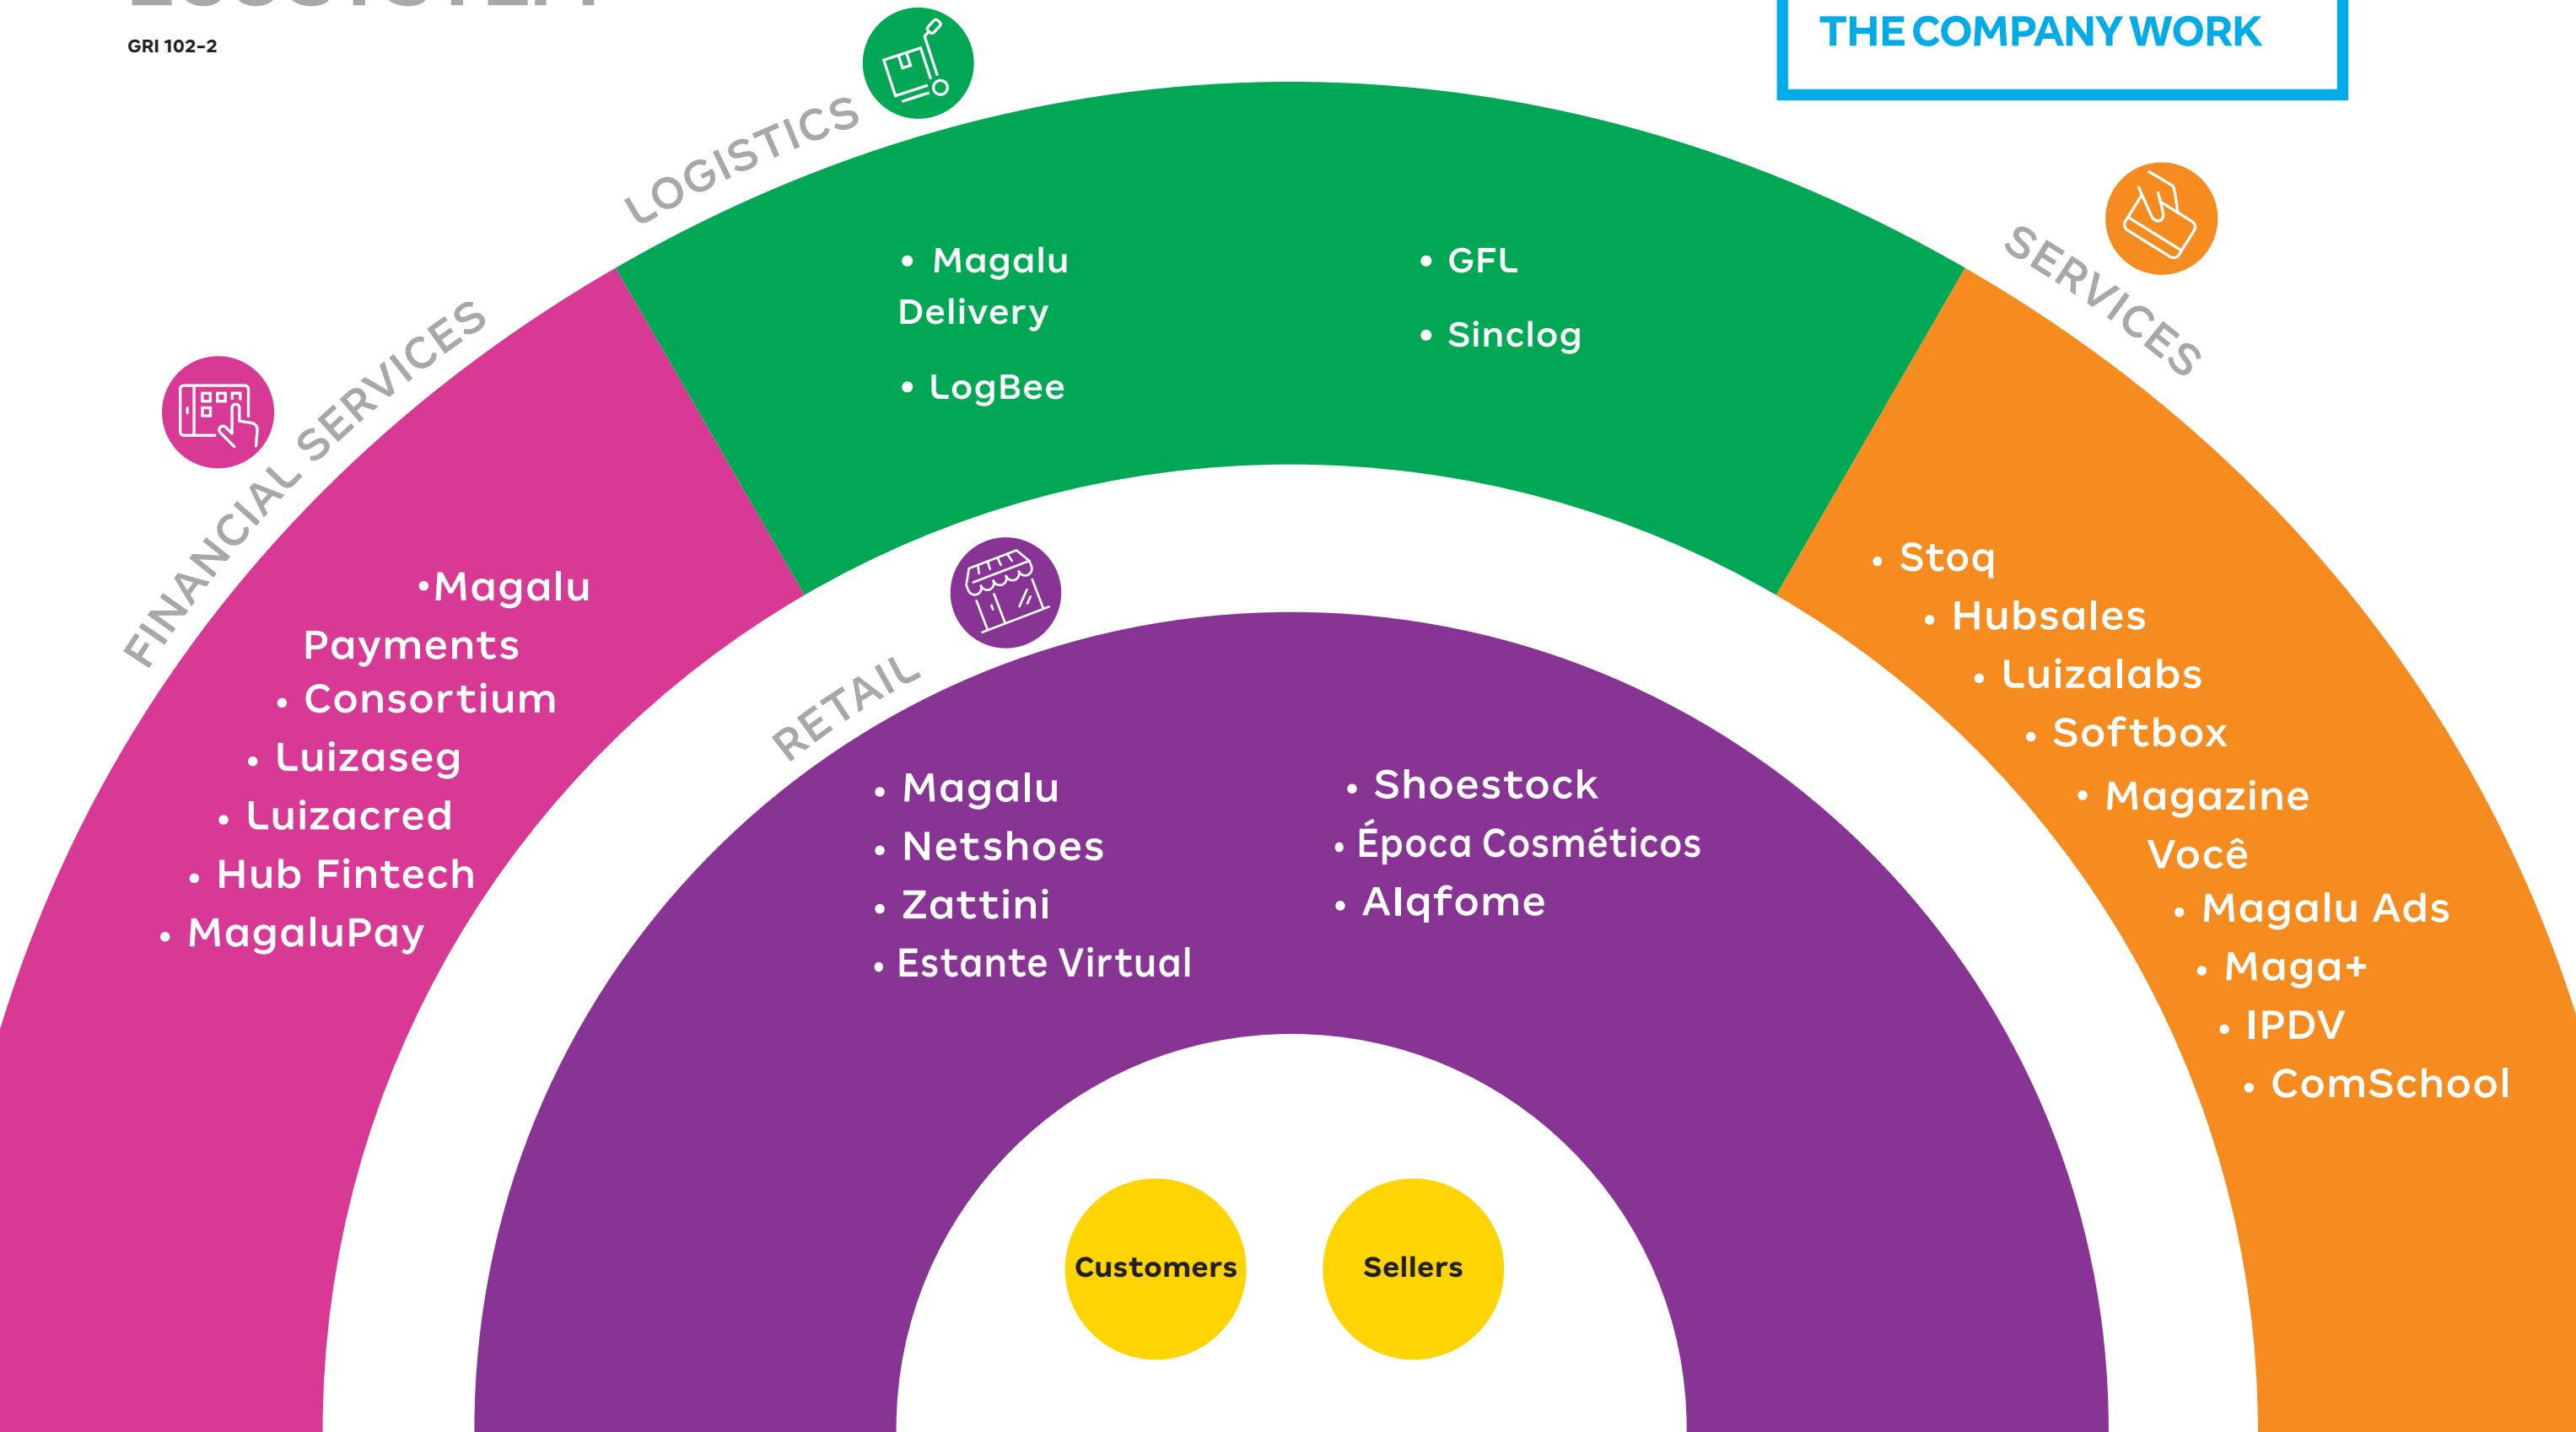 GRI 102-2
THE COMPANY WORK
LOGISTICS
• Magalu
Delivery
• LogBee
• GFL
• Sinclog
SERVICES
• Stoq
• Hubsales
• Luizalabs
• Softbox
• Magazine
Você
• Magalu Ads
• Maga+
• IPDV
• ComSchool
FINANCIAL SERVICES
•Magalu
Payments
• Consortium
• Luizaseg
• Luizacred
• Hub Fintech
• MagaluPay
RETAIL
• Magalu
• Netshoes
• Zattini
• Estante Virtual
• Shoestock
• Época Cosméticos
• AIqfome
Customers
Sellers